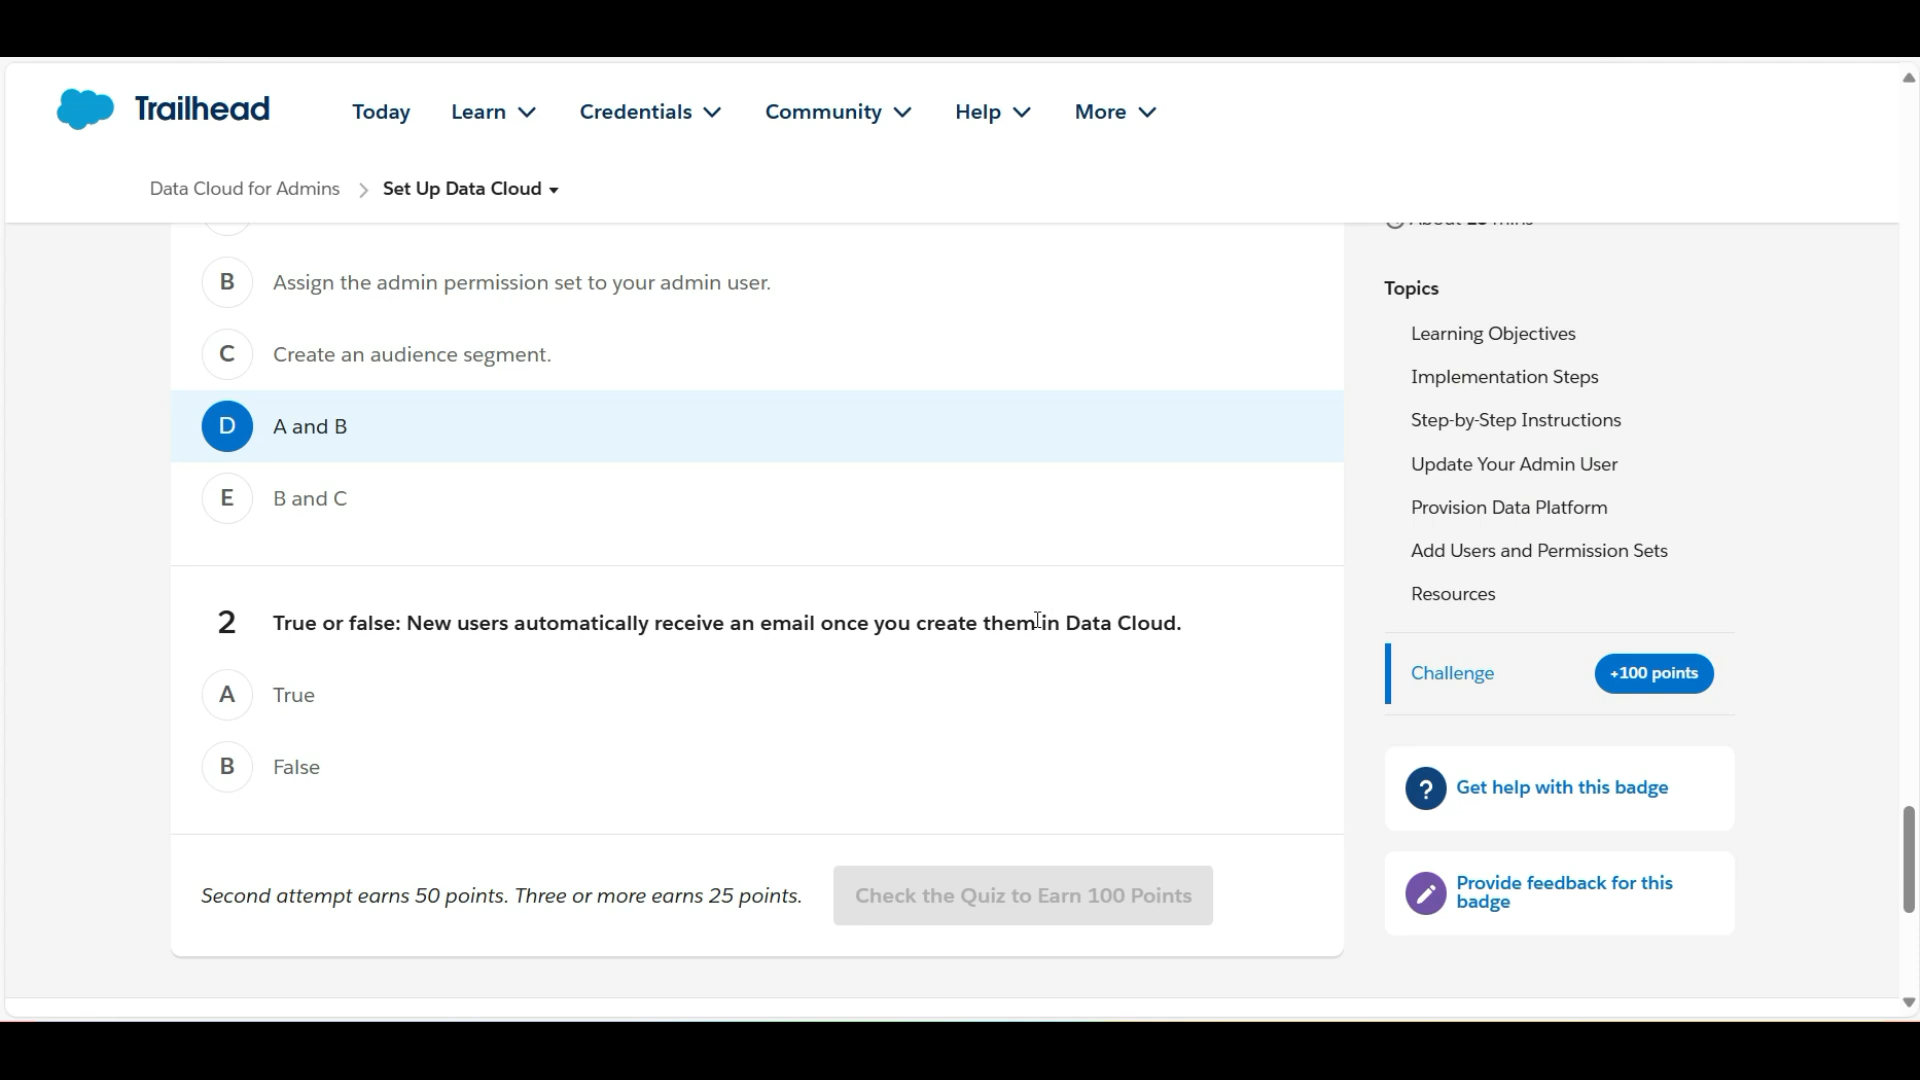 Trailhead
Today Learn Credentials Community Help More
Data Cloud for Admins Set Up Data Cloud
B Assign the admin permission set to your admin user.
C Create an audience segment.
D A and B
E B and C
2 True or false: New users automatically receive an email once you create them in Data Cloud.
A True
B False
Second attempt earns 50 points. Three or more earns 25 points. Check the Quiz to Earn 100 Points
Topics
Learning Objectives
Implementation Steps
Step-by-Step Instructions
Update Your Admin User
Provision Data Platform
Add Users and Permission Sets
Resources
Challenge +100 points
? Get help with this badge
Provide feedback for this
badge